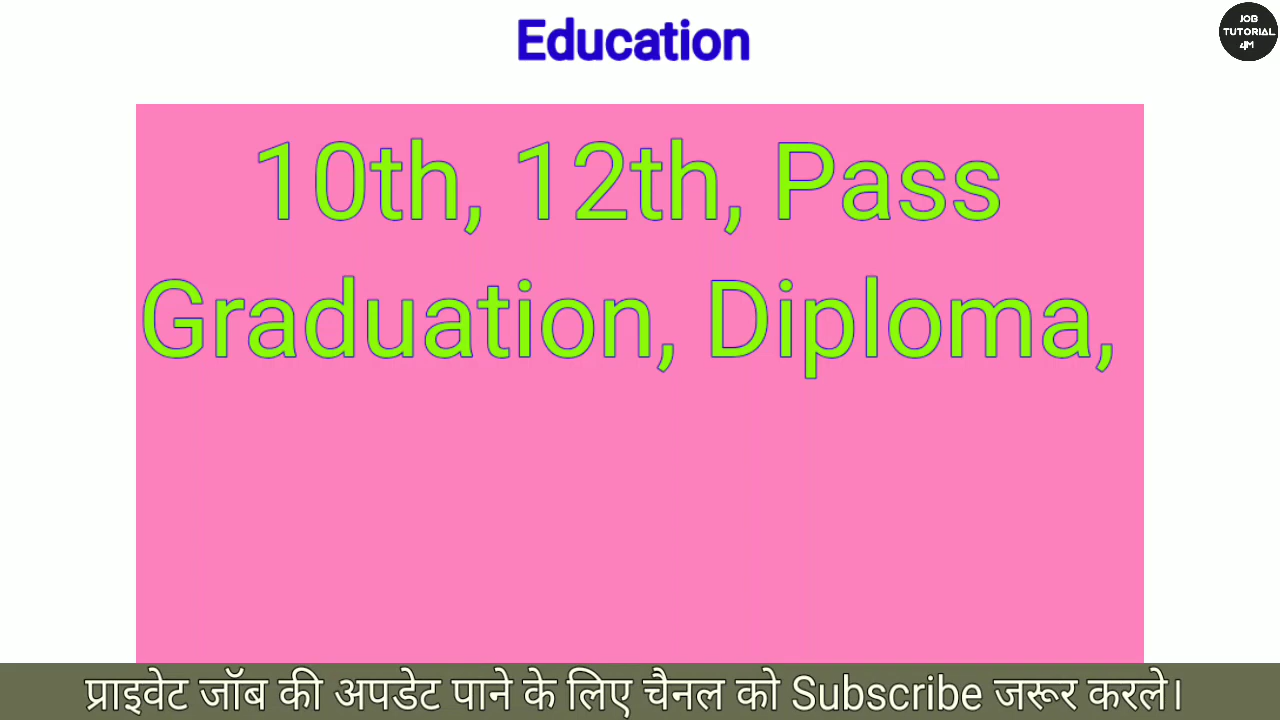 Education
JOB
TUTORIAL
4M
10th, 12th, Pass
Graduation, Diploma,
प्राइवेट जॉब की अपडेट पाने के लिए चैनल को Subscribe जरूर करले।